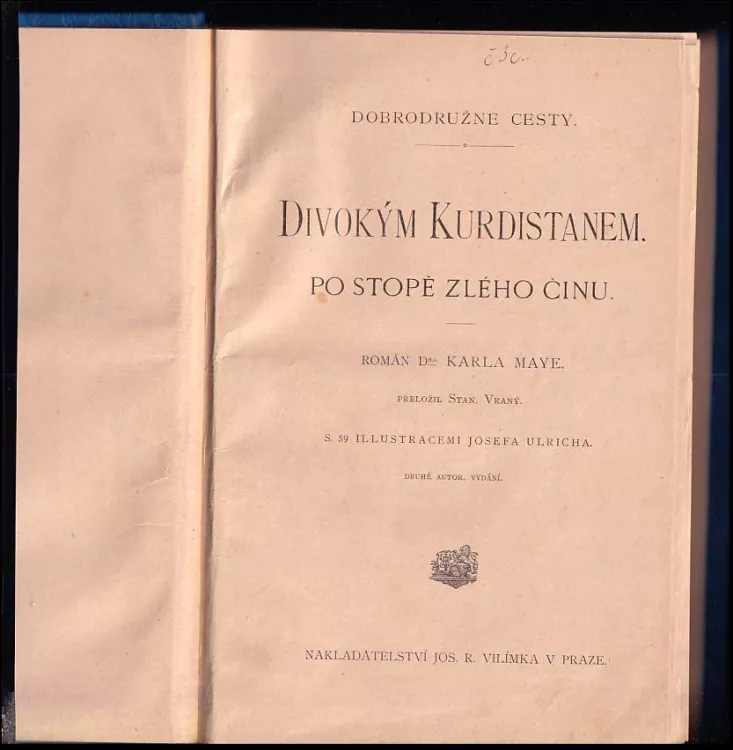 DOBRODRUŽNE CESTY.
DIVOKÝM KURDISTANEM.
PO STOPĚ ZLÉHO ČINU.
ROMÁN Dra KARLA MAYE.
PŘELOŽIL STAN. VRANÝ.
S 59 ILLUSTRACEMI JOSEFA ULRICHA.
DRUHÉ AUTOR. VYDÁNÍ.
NAKLADATELSTVÍ JOS. R. VILÍMKA V PRAZE.